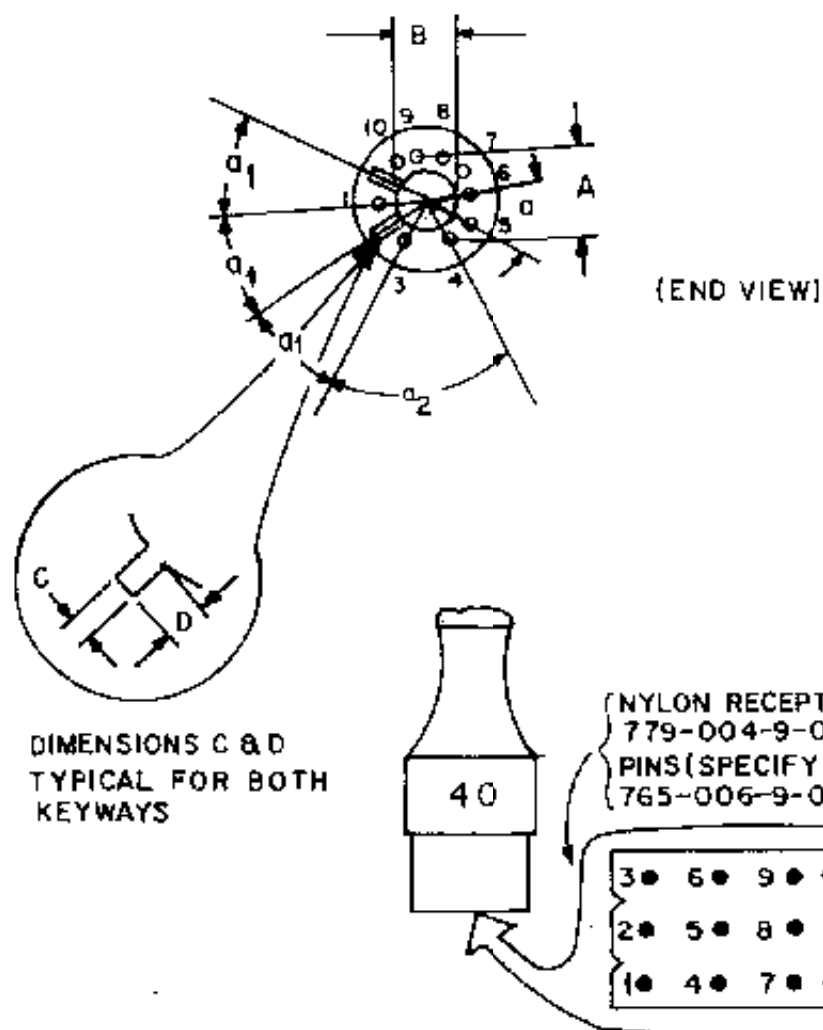 B
8
9
10
7
6
A
a1
1
a
5
a1
3
4
(END VIEW)
a1
a2
C
D
DIMENSIONS C & D
TYPICAL FOR BOTH
KEYWAYS
40
NYLON
779-004-9-0
PINS (SPECIFY
765-006-9-0
3 6 9
2 5 8
1 4 7